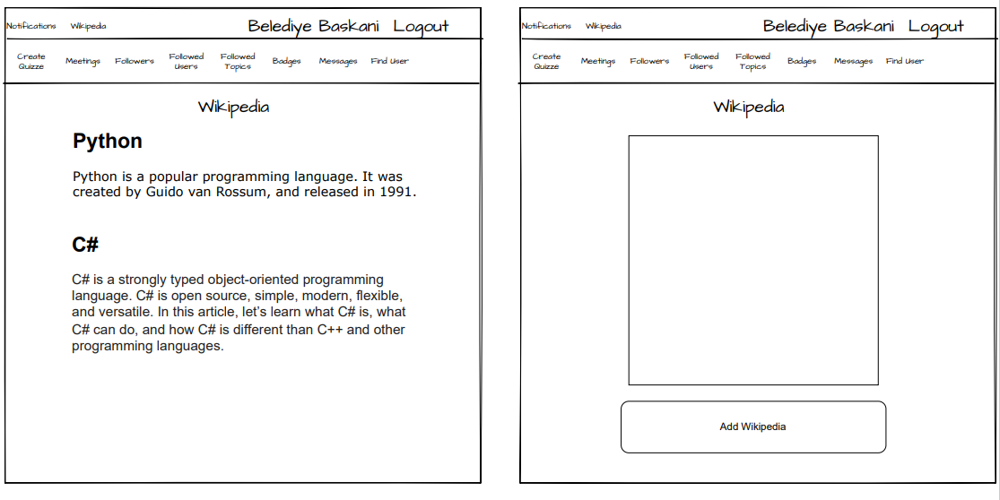 Notifications Wikipedia Belediye Baskani Logout
Create Quizze Meetings Followers Followed Users Followed Topics Badges Messages Find User
Wikipedia
Python
Python is a popular programming language. It was
created by Guido van Rossum, and released in 1991.
C#
C# is a strongly typed object-oriented programming
language. C# is open source, simple, modern, flexible,
and versatile. In this article, let’s learn what C# is, what
C# can do, and how C# is different than C++ and other
programming languages.
Notifications Wikipedia Belediye Baskani Logout
Create Quizze Meetings Followers Followed Users Followed Topics Badges Messages Find User
Wikipedia
Add Wikipedia